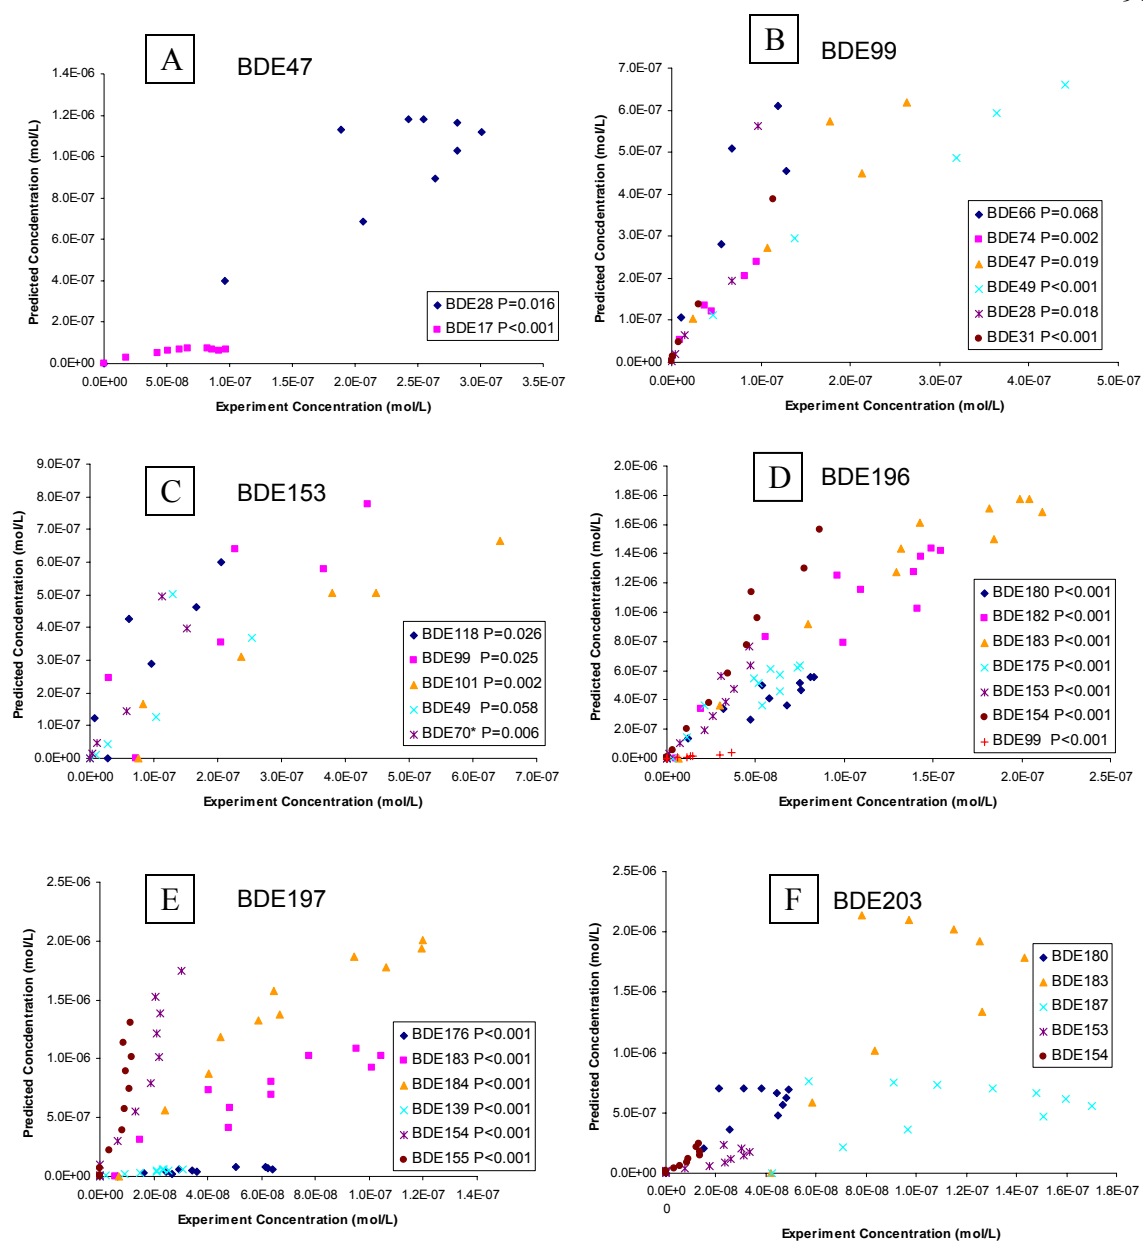 A
BDE47
1.4E-06
1.2E-06
1.0E-06
8.0E-07
6.0E-07
4.0E-07
2.0E-07
0.0E+00
0.0E+00 5.0E-08 1.0E-07 1.5E-07 2.0E-07 2.5E-07 3.0E-07 3.5E-07
Predicted Concdentration (mol/L)
Experiment Concentration (mol/L)
BDE28 P=0.016
BDE17 P<0.001
B
BDE99
7.0E-07
6.0E-07
5.0E-07
4.0E-07
3.0E-07
2.0E-07
1.0E-07
0.0E+00
0.0E+00 1.0E-07 2.0E-07 3.0E-07 4.0E-07 5.0E-07
Predicted Concdentration (mol/L)
Experiment Concentration (mol/L)
BDE66 P=0.068
BDE74 P=0.002
BDE47 P=0.019
BDE49 P<0.001
BDE28 P=0.018
BDE31 P<0.001
C
BDE153
9.0E-07
8.0E-07
7.0E-07
6.0E-07
5.0E-07
4.0E-07
3.0E-07
2.0E-07
1.0E-07
0.0E+00
0.0E+00 1.0E-07 2.0E-07 3.0E-07 4.0E-07 5.0E-07 6.0E-07 7.0E-07
Predicted Concdentration (mol/L)
Experiment Concentration (mol/L)
BDE118 P=0.026
BDE99 P=0.025
BDE101 P=0.002
BDE49 P=0.058
BDE70* P=0.006
D
BDE196
2.0E-06
1.8E-06
1.6E-06
1.4E-06
1.2E-06
1.0E-06
8.0E-07
6.0E-07
4.0E-07
2.0E-07
0.0E+00
0.0E+00 5.0E-08 1.0E-07 1.5E-07 2.0E-07 2.5E-07
Predicted Concdentration (mol/L)
Experiment Concentration (mol/L)
BDE180 P<0.001
BDE182 P<0.001
BDE183 P<0.001
BDE175 P<0.001
BDE153 P<0.001
BDE154 P<0.001
BDE99 P<0.001
E
BDE197
2.5E-06
2.0E-06
1.5E-06
1.0E-06
5.0E-07
0.0E+00
0.0E+00 2.0E-08 4.0E-08 6.0E-08 8.0E-08 1.0E-07 1.2E-07 1.4E-07
Predicted Concdentration (mol/L)
Experiment Concentration (mol/L)
BDE176 P<0.001
BDE183 P<0.001
BDE184 P<0.001
BDE139 P<0.001
BDE154 P<0.001
BDE155 P<0.001
F
BDE203
2.5E-06
2.0E-06
1.5E-06
1.0E-06
5.0E-07
0.0E+00
0.0E+0 2.0E-08 4.0E-08 6.0E-08 8.0E-08 1.0E-07 1.2E-07 1.4E-07 1.6E-07 1.8E-07
0
Predicted Concdentration (mol/L)
Experiment Concentration (mol/L)
BDE180
BDE183
BDE187
BDE153
BDE154